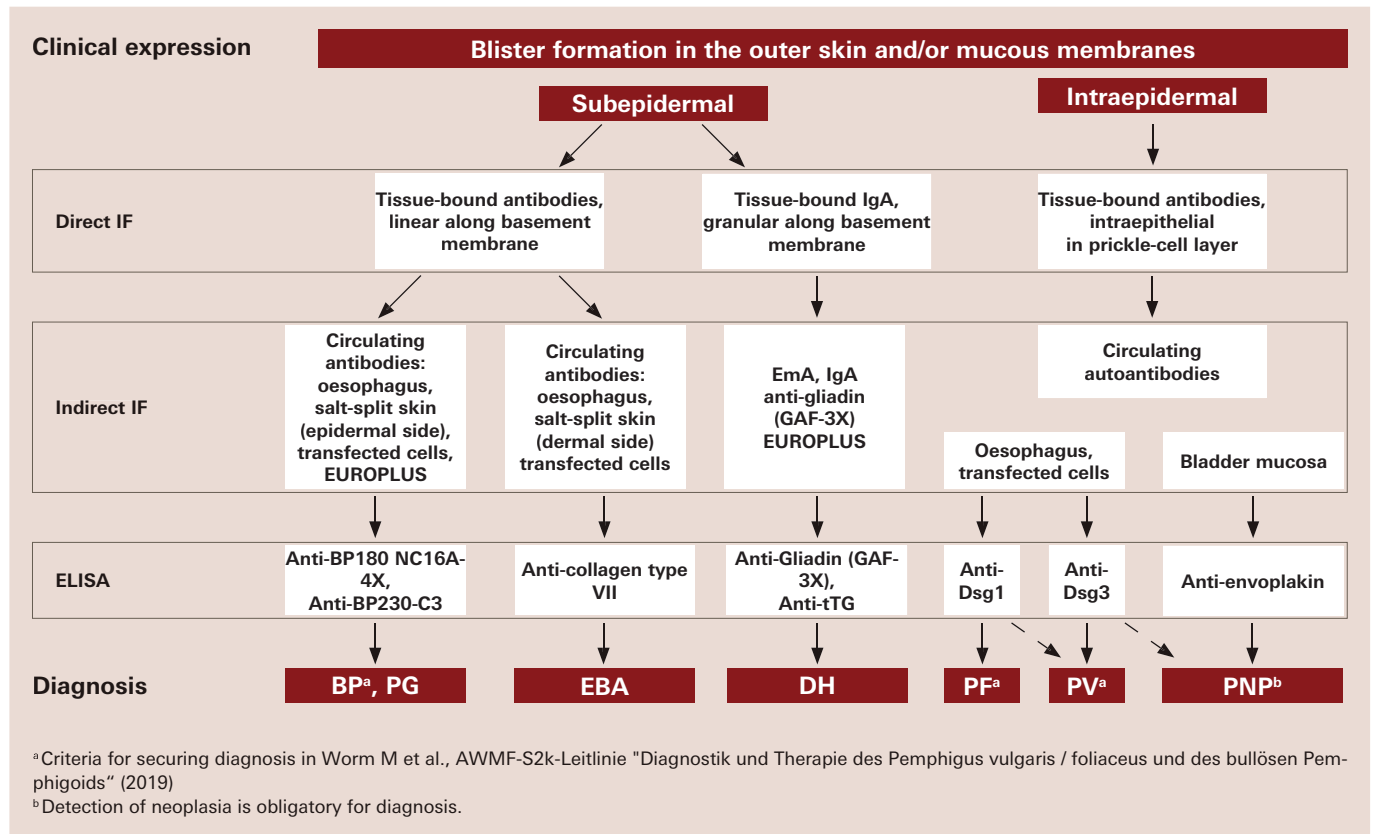 Clinical expression
Blister formation in the outer skin and/or mucous membranes
Subepidermal
Intraepidermal
Direct IF
Tissue-bound antibodies,
linear along basement
membrane
Tissue-bound IgA,
granular along basement
membrane
Tissue-bound antibodies,
intraepithelial
in prickle-cell layer
Indirect IF
Circulating
antibodies:
oesophagus,
salt-split skin
(epidermal side),
transfected cells,
EUROPLUS
Circulating
antibodies:
oesophagus,
salt-split skin
(dermal side)
transfected cells
EmA, IgA
anti-gliadin
(GAF-3X)
EUROPLUS
Circulating
autoantibodies
Oesophagus,
transfected cells
Bladder mucosa
ELISA
Anti-BP180 NC16A-
4X,
Anti-BP230-C3
Anti-collagen type
VII
Anti-Gliadin (GAF-
3X),
Anti-tTG
Anti-
Dsg1
Anti-
Dsg3
Anti-envoplakin
Diagnosis
BPᵃ, PG
EBA
DH
PFᵃ
PVᵃ
PNPᵇ
ᵃ Criteria for securing diagnosis in Worm M et al., AWMF-S2k-Leitlinie "Diagnostik und Therapie des Pemphigus vulgaris / foliaceus und des bullösen Pem-
phigoids“ (2019)
ᵇ Detection of neoplasia is obligatory for diagnosis.